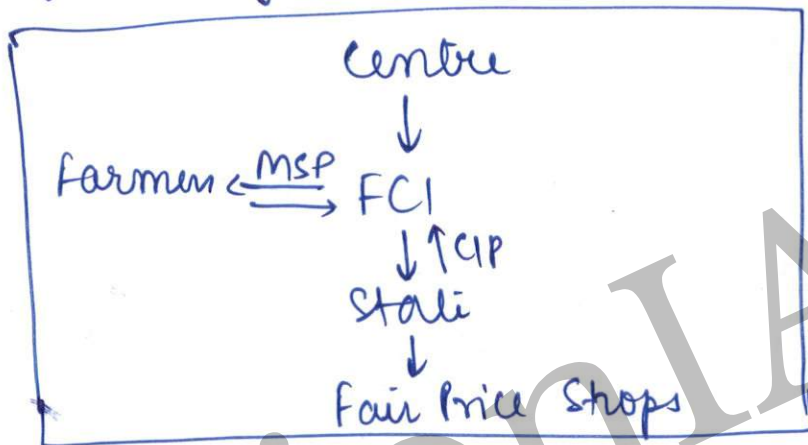 Centre
↓
Farmers ⇌ MSP FCI
↓ ↑ CIP
State
↓
Fair Price Shops